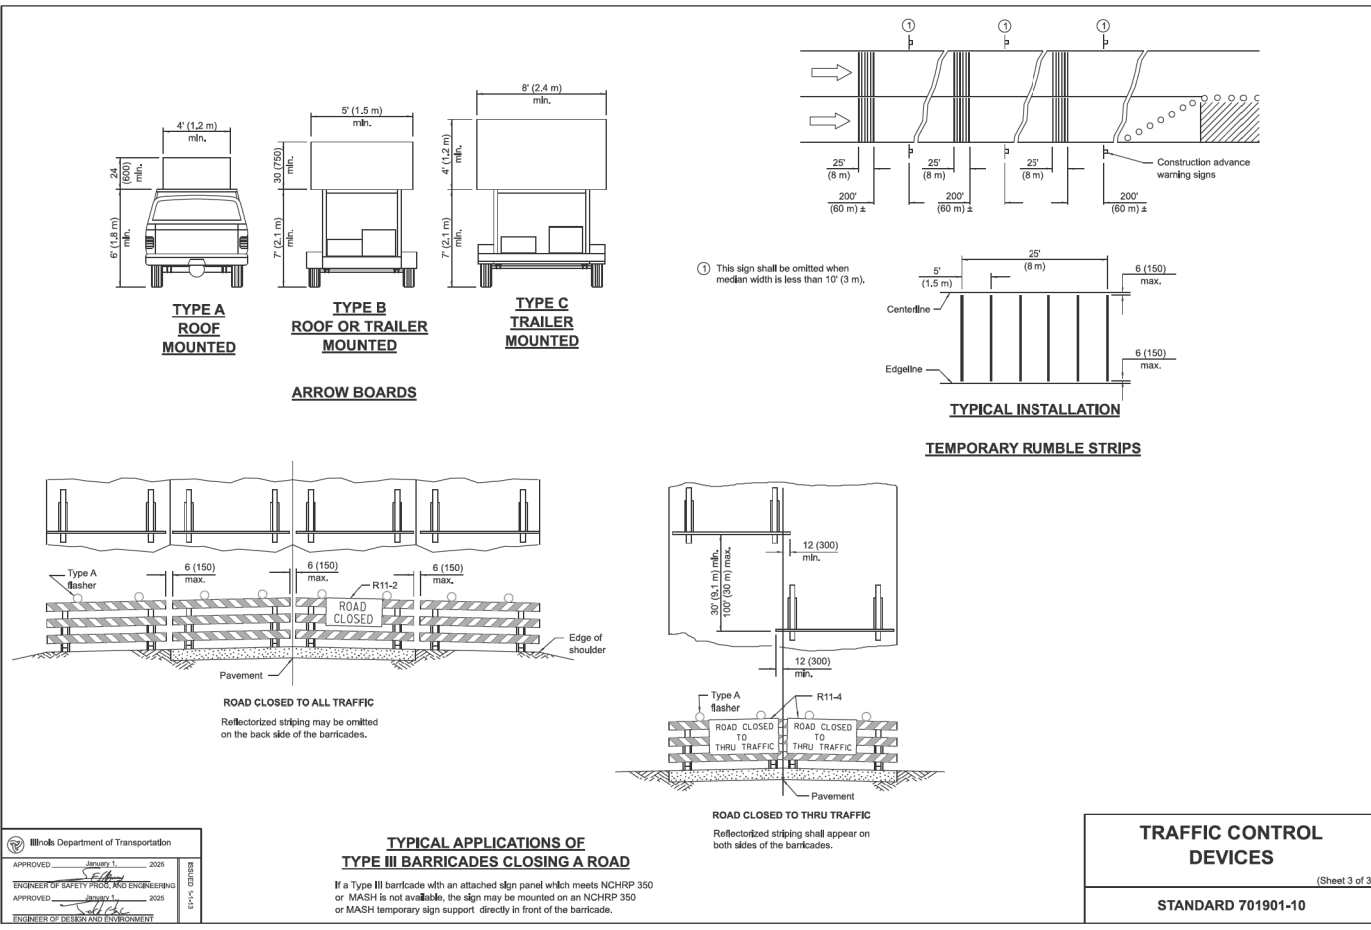 4' (1.2 m)
min.
24
(600)
min.
6' (1.8 m)
min.
TYPE A
ROOF
MOUNTED
5' (1.5 m)
min.
30 (750)
min.
7' (2.1 m)
min.
TYPE B
ROOF OR TRAILER
MOUNTED
8' (2.4 m)
min.
4' (1.2 m)
min.
7' (2.1 m)
min.
TYPE C
TRAILER
MOUNTED
ARROW BOARDS
1
1
1
25'
(8 m)
25'
(8 m)
25'
(8 m)
200'
(60 m) ±
200'
(60 m) ±
200'
(60 m) ±
Construction advance
warning signs
1 This sign shall be omitted when
median width is less than 10' (3 m).
25'
(8 m)
5'
(1.5 m)
6 (150)
max.
Centerline
6 (150)
max.
Edgeline
TYPICAL INSTALLATION
TEMPORARY RUMBLE STRIPS
Type A
flasher
6 (150)
max.
6 (150)
max.
6 (150)
max.
R11-2
ROAD
CLOSED
Edge of
shoulder
Pavement
ROAD CLOSED TO ALL TRAFFIC
Reflectorized striping may be omitted
on the back side of the barricades.
12 (300)
min.
30' (9.1 m) min.
100' (30 m) max.
12 (300)
min.
Type A
flasher
R11-4
ROAD CLOSED
TO
THRU TRAFFIC
ROAD CLOSED
TO
THRU TRAFFIC
Pavement
ROAD CLOSED TO THRU TRAFFIC
Reflectorized striping shall appear on
both sides of the barricades.
TYPICAL APPLICATIONS OF
TYPE III BARRICADES CLOSING A ROAD
If a Type III barricade with an attached sign panel which meets NCHRP 350
or MASH is not available, the sign may be mounted on an NCHRP 350
or MASH temporary sign support directly in front of the barricade.
Illinois Department of Transportation
APPROVED January 1, 2025
ENGINEER OF SAFETY PROG. AND ENGINEERING
APPROVED January 1, 2025
ENGINEER OF DESIGN AND ENVIRONMENT
ISSUED 1-1-13
TRAFFIC CONTROL
DEVICES
(Sheet 3 of 3
STANDARD 701901-10